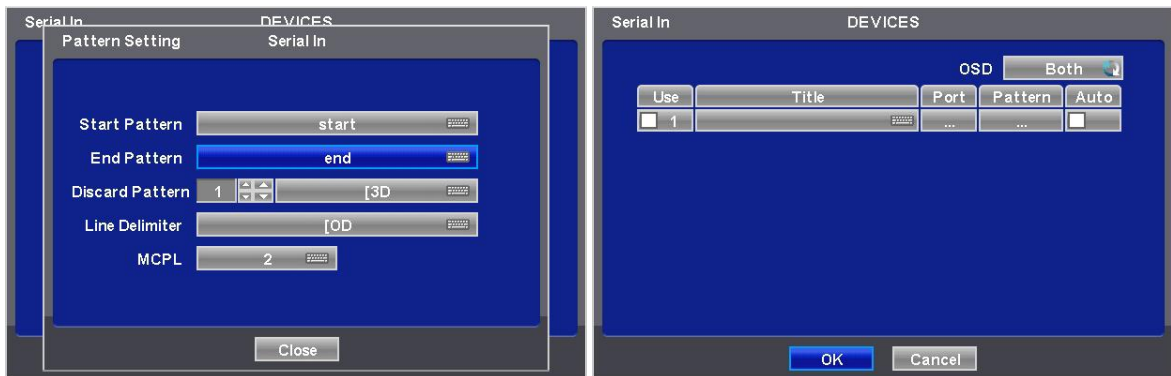 Serial In DEVICES
Pattern Setting Serial In
Start Pattern start
End Pattern end
Discard Pattern 1 [3D
Line Delimiter [OD
MCPL 2
Close
Serial In DEVICES
OSD Both
Use Title Port Pattern Auto
1 ... ...
OK Cancel